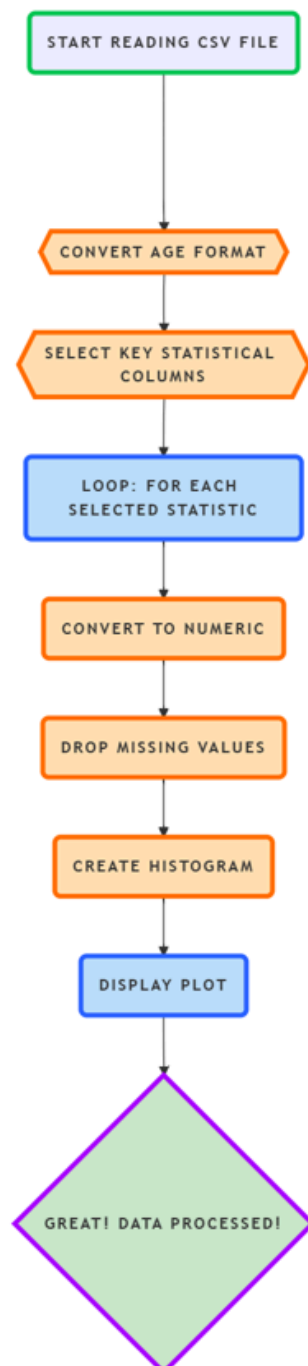 START READING CSV FILE
CONVERT AGE FORMAT
SELECT KEY STATISTICAL
COLUMNS
LOOP: FOR EACH
SELECTED STATISTIC
CONVERT TO NUMERIC
DROP MISSING VALUES
CREATE HISTOGRAM
DISPLAY PLOT
GREAT! DATA PROCESSED!